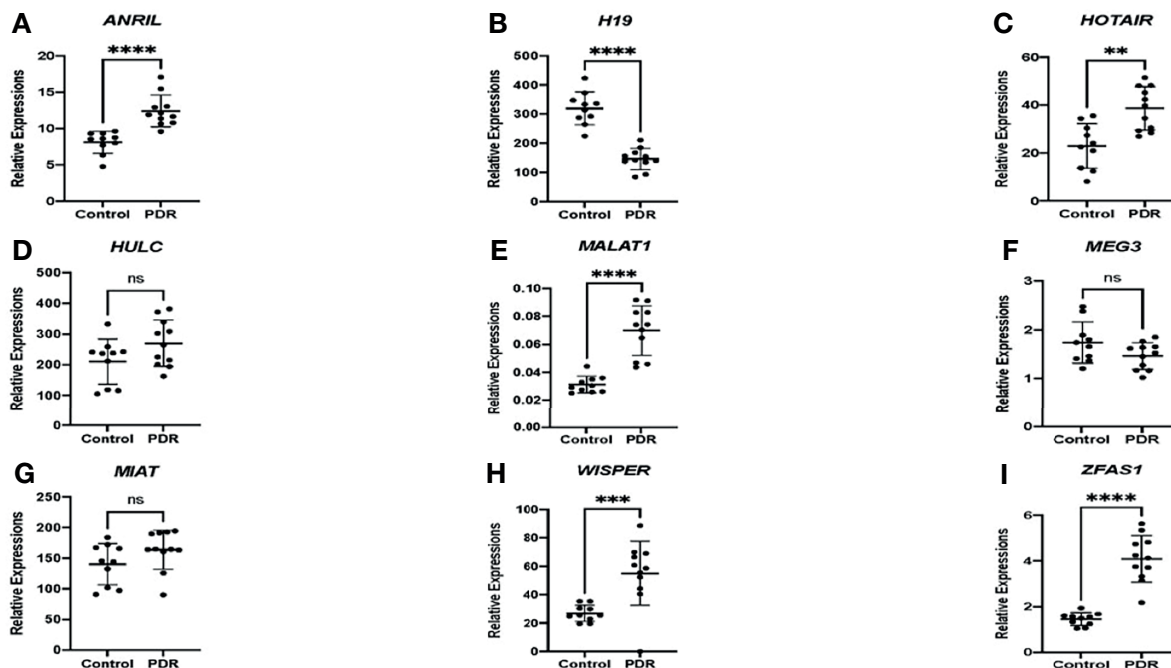 A
ANRIL
Relative Expressions
20
15
10
5
0
****
Control PDR
B
H19
Relative Expressions
500
400
300
200
100
0
****
Control PDR
C
HOTAIR
Relative Expressions
60
40
20
0
**
Control PDR
D
HULC
Relative Expressions
500
400
300
200
100
0
ns
Control PDR
E
MALAT1
Relative Expressions
0.10
0.08
0.06
0.04
0.02
0.00
****
Control PDR
F
MEG3
Relative Expressions
3
2
1
0
ns
Control PDR
G
MIAT
Relative Expressions
250
200
150
100
50
0
ns
Control PDR
H
WISPER
Relative Expressions
100
80
60
40
20
0
***
Control PDR
I
ZFAS1
Relative Expressions
6
4
2
0
****
Control PDR